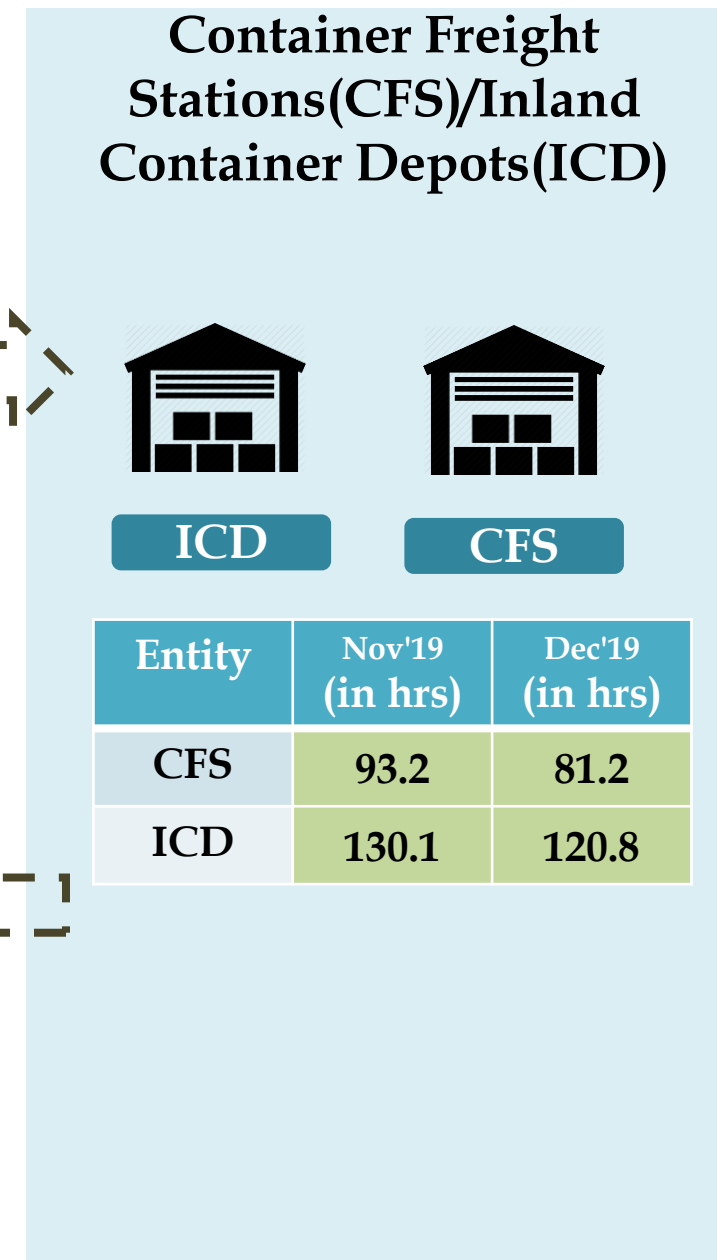 Container Freight
Stations(CFS)/Inland
Container Depots(ICD)
ICD
CFS
Entity
Nov'19
(in hrs)
Dec'19
(in hrs)
CFS
93.2
81.2
ICD
130.1
120.8